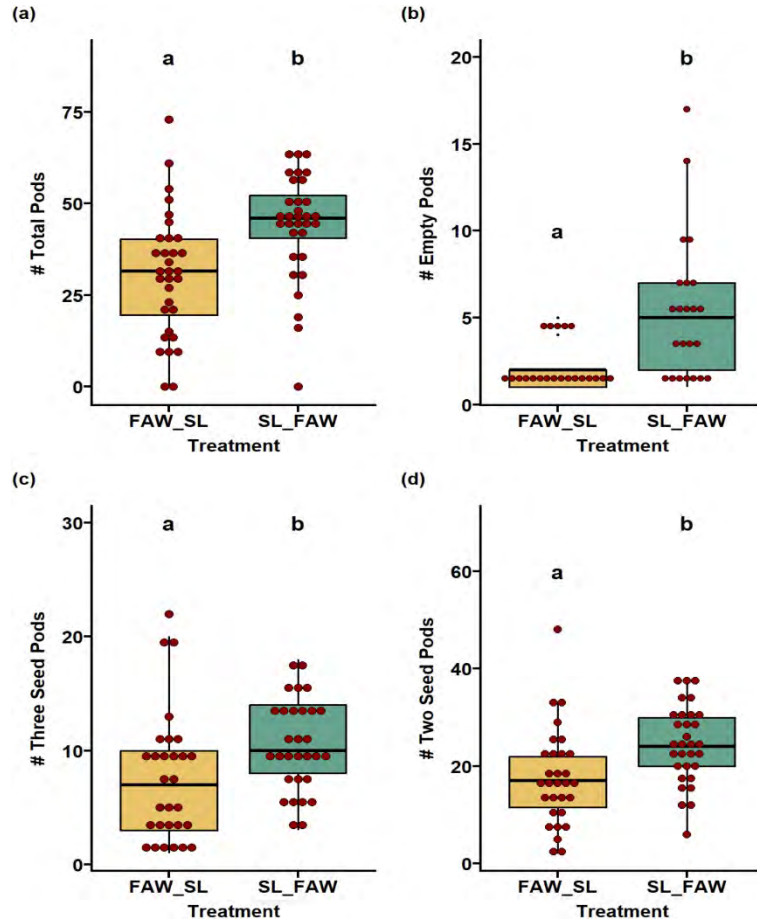 (a)
a
b
# Total Pods
75
50
25
0
FAW_SL
SL_FAW
Treatment
(b)
a
b
# Empty Pods
20
15
10
5
0
FAW_SL
SL_FAW
Treatment
(c)
a
b
# Three Seed Pods
30
20
10
0
FAW_SL
SL_FAW
Treatment
(d)
a
b
# Two Seed Pods
60
40
20
0
FAW_SL
SL_FAW
Treatment